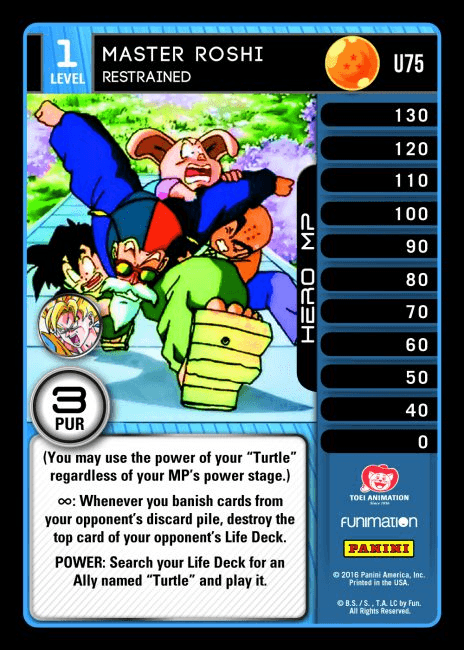 1
LEVEL
MASTER ROSHI
RESTRAINED
U75
130
120
110
100
90
80
70
60
50
40
0
HERO MP
3
PUR
(You may use the power of your “Turtle”
regardless of your MP’s power stage.)
∞: Whenever you banish cards from
your opponent’s discard pile, destroy the
top card of your opponent’s Life Deck.
POWER: Search your Life Deck for an
Ally named “Turtle” and play it.
TOEI ANIMATION
Since 1956
FUNIMATION
PANINI
© 2016 Panini America, Inc.
Printed in the USA.
© B.S. / S. , T.A. LC by Fun.
All Rights Reserved.